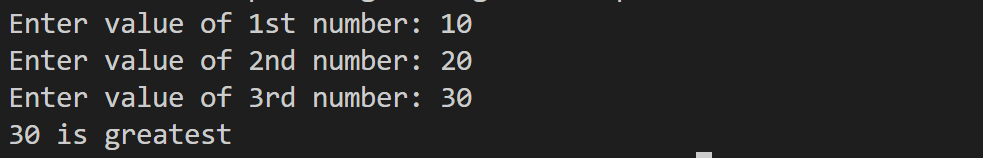 Enter value of 1st number: 10
Enter value of 2nd number: 20
Enter value of 3rd number: 30
30 is greatest